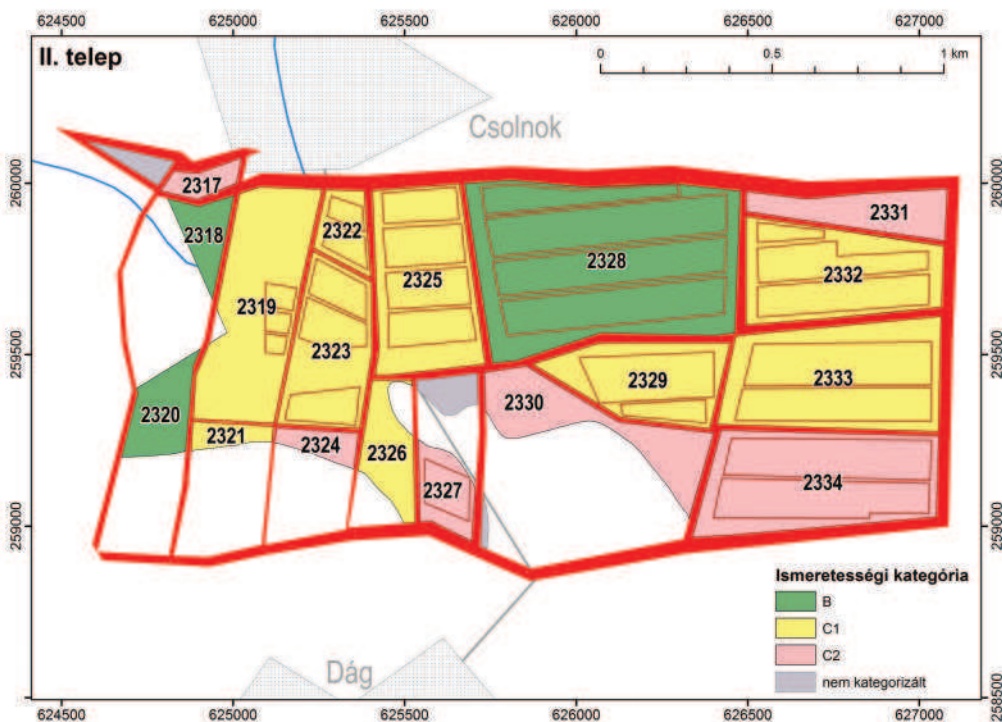 624500 625000 625500 626000 626500 627000
II. telep
0 0.5 1 km
Csolnok
260000 260000
2317
2318
2331
2322
2328
2325
2332
2319
259500 259500
2323
2329
2333
2320
2330
2321
2324
2326
2327
2334
259000 259000
Ismeretességi kategória
B
C1
C2
nem kategorizált
Dág
258500
624500 625000 625500 626000 626500 627000